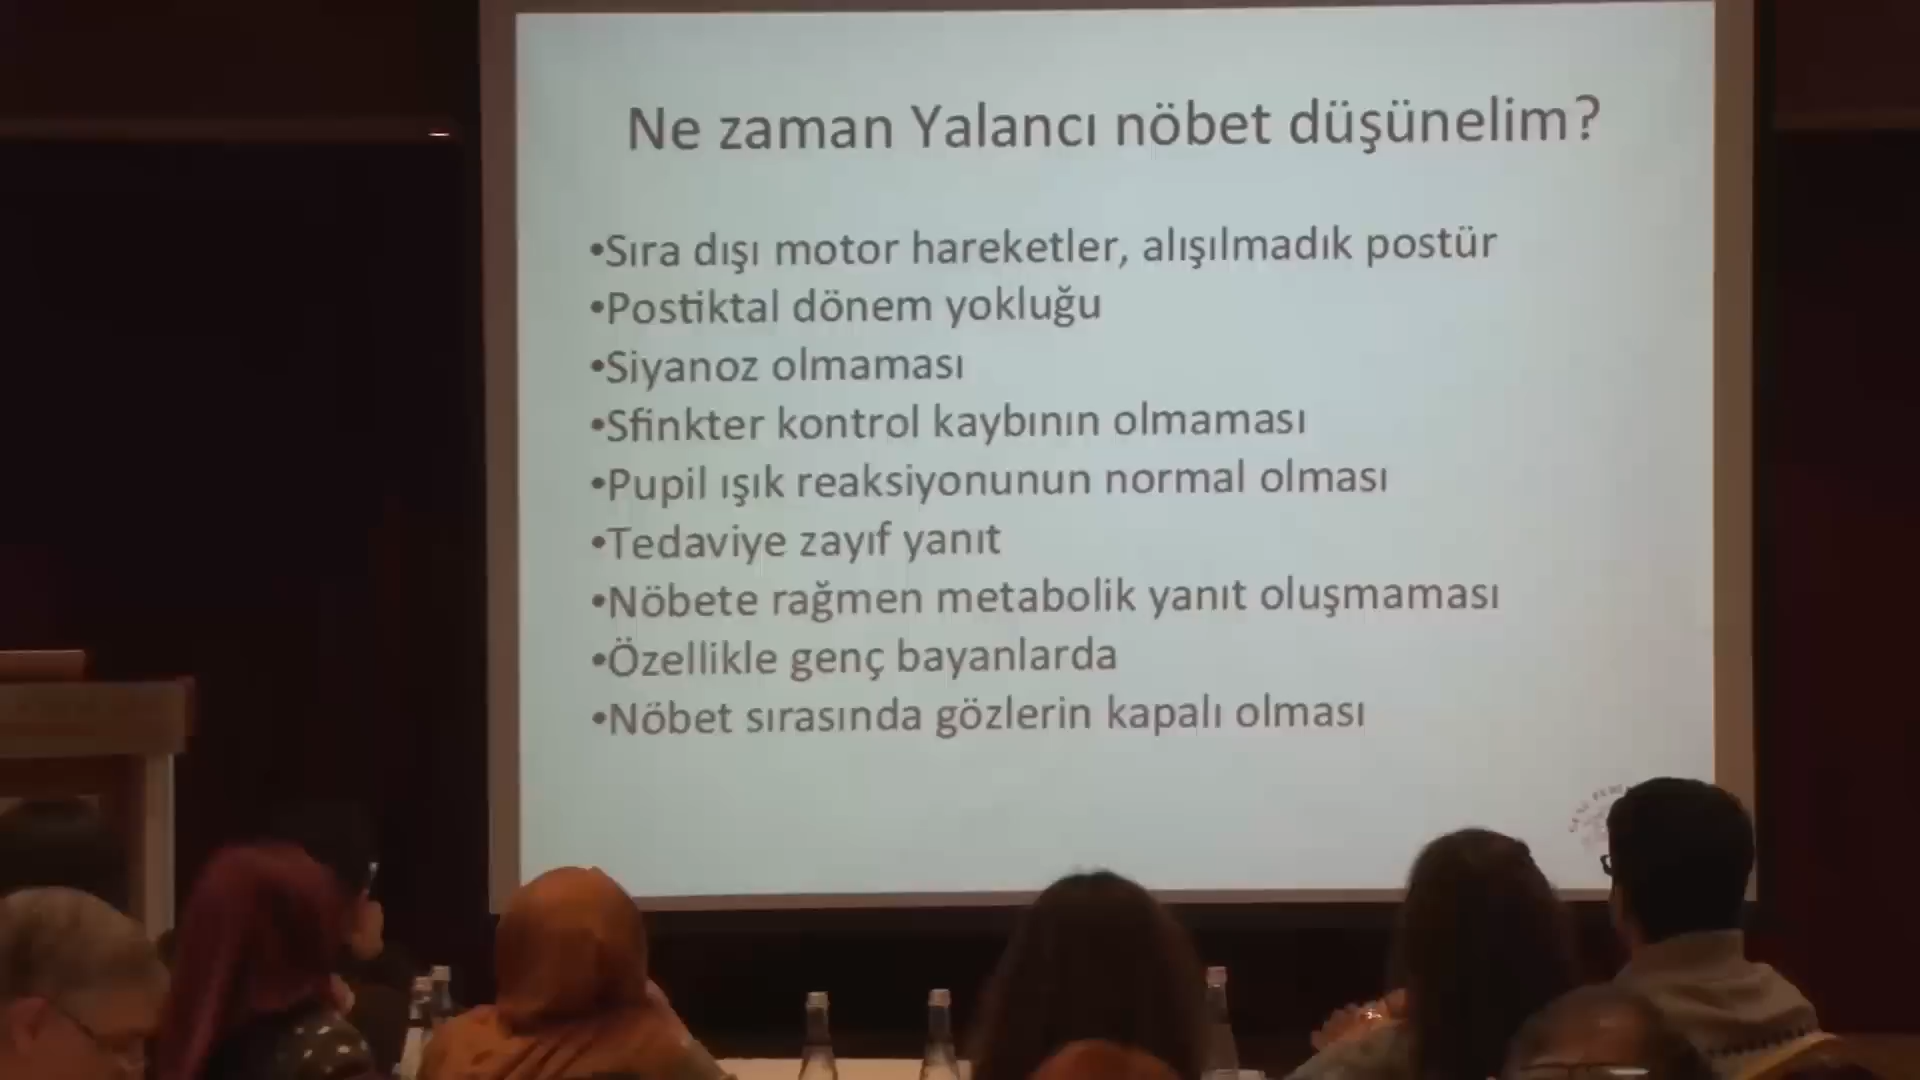 Ne zaman Yalancı nöbet düşünelim?
•Sıra dışı motor hareketler, alışılmadık postür
•Postiktal dönem yokluğu
•Siyanoz olmaması
•Sfinkter kontrol kaybının olmaması
•Pupil ışık reaksiyonunun normal olması
•Tedaviye zayıf yanıt
•Nöbete rağmen metabolik yanıt oluşmaması
•Özellikle genç bayanlarda
•Nöbet sırasında gözlerin kapalı olması